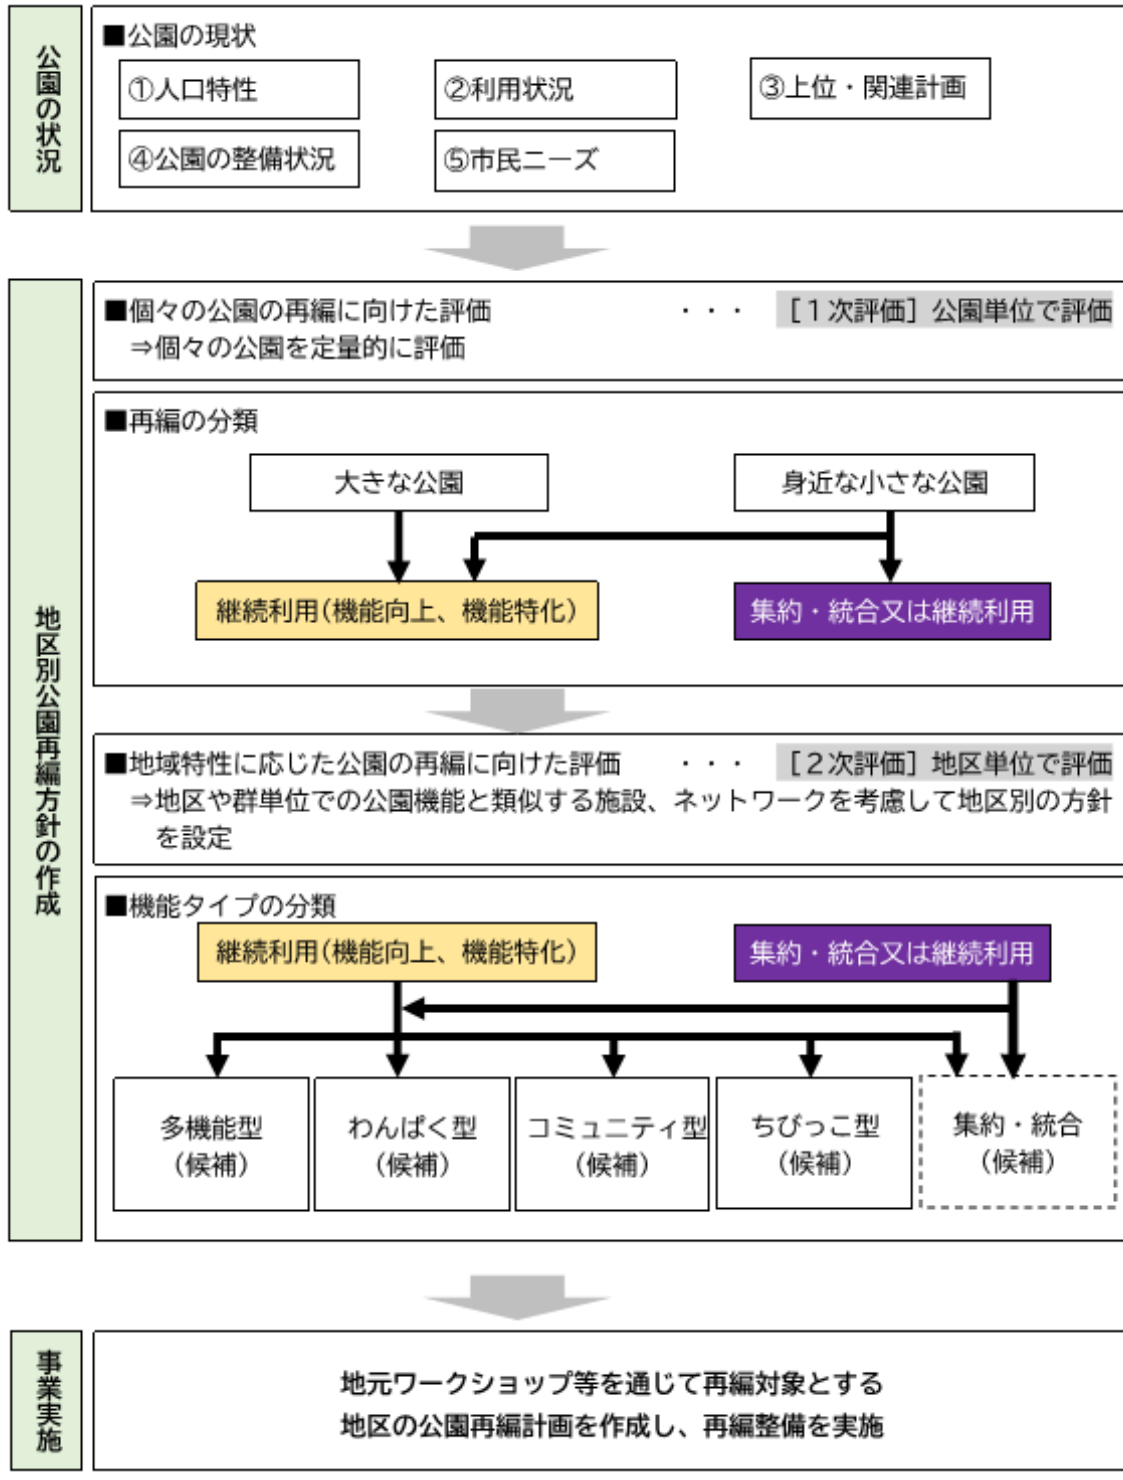 公園の状況
■公園の現状
①人口特性
②利用状況
③上位・関連計画
④公園の整備状況
⑤市民ニーズ
地区別公園再編方針の作成
■個々の公園の再編に向けた評価 ・・・ ［１次評価］公園単位で評価
⇒個々の公園を定量的に評価
■再編の分類
大きな公園
身近な小さな公園
継続利用（機能向上、機能特化）
集約・統合又は継続利用
■地域特性に応じた公園の再編に向けた評価 ・・・ ［２次評価］地区単位で評価
⇒地区や群単位での公園機能と類似する施設、ネットワークを考慮して地区別の方針
を設定
■機能タイプの分類
継続利用（機能向上、機能特化）
集約・統合又は継続利用
多機能型
（候補）
わんぱく型
（候補）
コミュニティ型
（候補）
ちびっこ型
（候補）
集約・統合
（候補）
事業実施
地元ワークショップ等を通じて再編対象とする
地区の公園再編計画を作成し、再編整備を実施